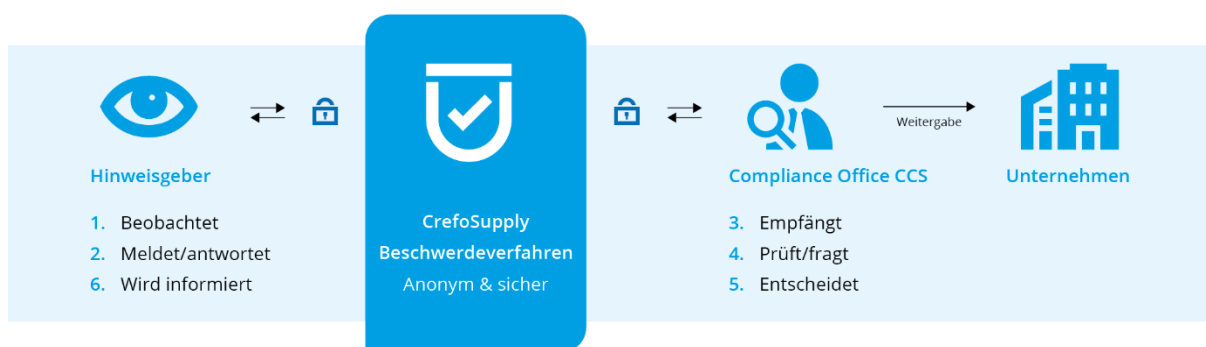 Hinweisgeber
1. Beobachtet
2. Meldet/antwortet
6. Wird informiert
CrefoSupply
Beschwerdeverfahren
Anonym & sicher
Compliance Office CCS
3. Empfängt
4. Prüft/fragt
5. Entscheidet
Weitergabe
Unternehmen